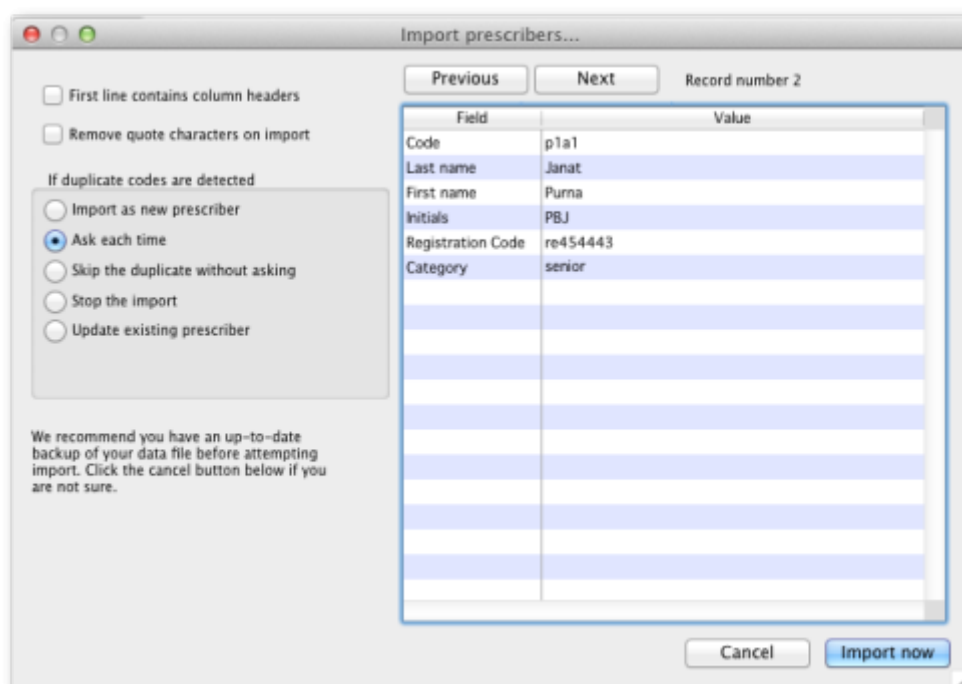 Import prescribers...
First line contains column headers
Remove quote characters on import
If duplicate codes are detected
Import as new prescriber
Ask each time
Skip the duplicate without asking
Stop the import
Update existing prescriber
We recommend you have an up-to-date
backup of your data file before attempting
import. Click the cancel button below if you
are not sure.
Previous Next Record number 2
Field Value
Code p1a1
Last name Janat
First name Purna
Initials PBJ
Registration Code re454443
Category senior
Cancel Import now